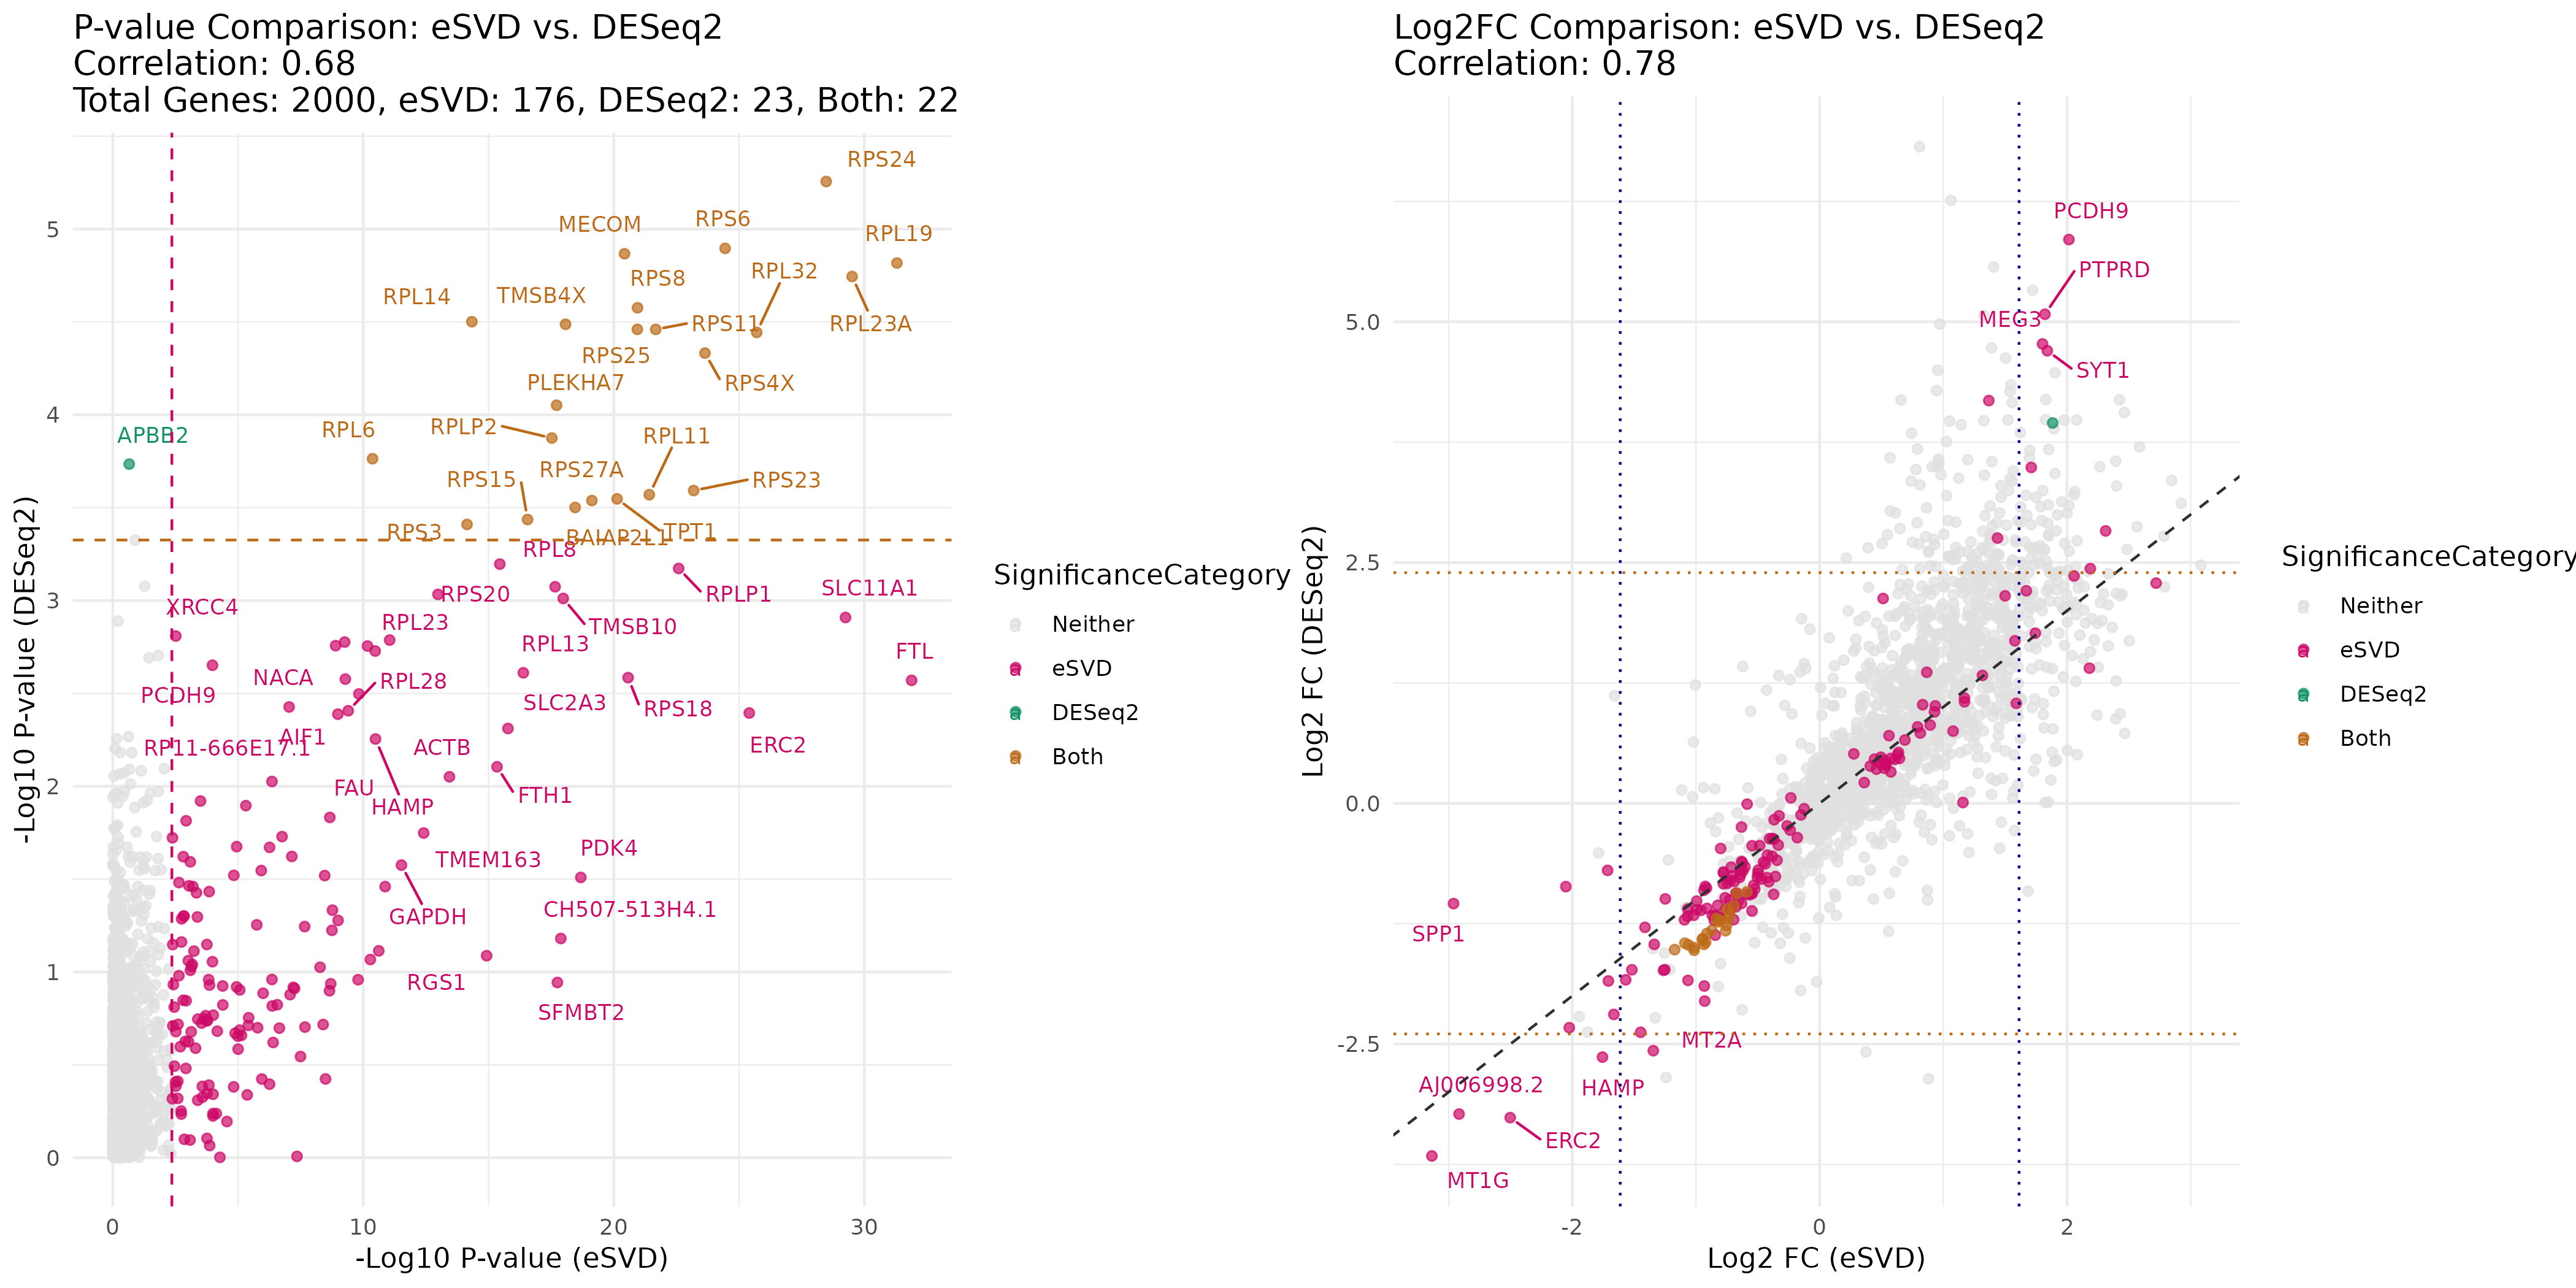 P-value Comparison: eSVD vs. DESeq2
Correlation: 0.68
Total Genes: 2000, eSVD: 176, DESeq2: 23, Both: 22
RPS24
MECOM
RPS6
RPL19
RPS8
RPL32
RPL14
TMSB4X
RPS11
RPL23A
RPS25
PLEKHA7
RPS4X
APBB2
RPL6
RPLP2
RPL11
RPS15
RPS27A
RPS23
RPS3
BAIAP2L1
TPT1
RPL8
XRCC4
RPS20
RPLP1
SLC11A1
RPL23
TMSB10
RPL13
FTL
NACA
RPL28
PCDH9
SLC2A3
RPS18
RP11-666E17.1
AIF1
ACTB
ERC2
FAU
HAMP
FTH1
TMEM163
PDK4
GAPDH
CH507-513H4.1
RGS1
SFMBT2
5
4
3
2
1
0
0
10
20
30
-Log10 P-value (DESeq2)
-Log10 P-value (eSVD)
SignificanceCategory
Neither
eSVD
DESeq2
Both
Log2FC Comparison: eSVD vs. DESeq2
Correlation: 0.78
PCDH9
PTPRD
MEG3
SYT1
SPP1
MT2A
AJ006998.2
HAMP
ERC2
MT1G
5.0
2.5
0.0
-2.5
-2
0
2
Log2 FC (DESeq2)
Log2 FC (eSVD)
SignificanceCategory
Neither
eSVD
DESeq2
Both